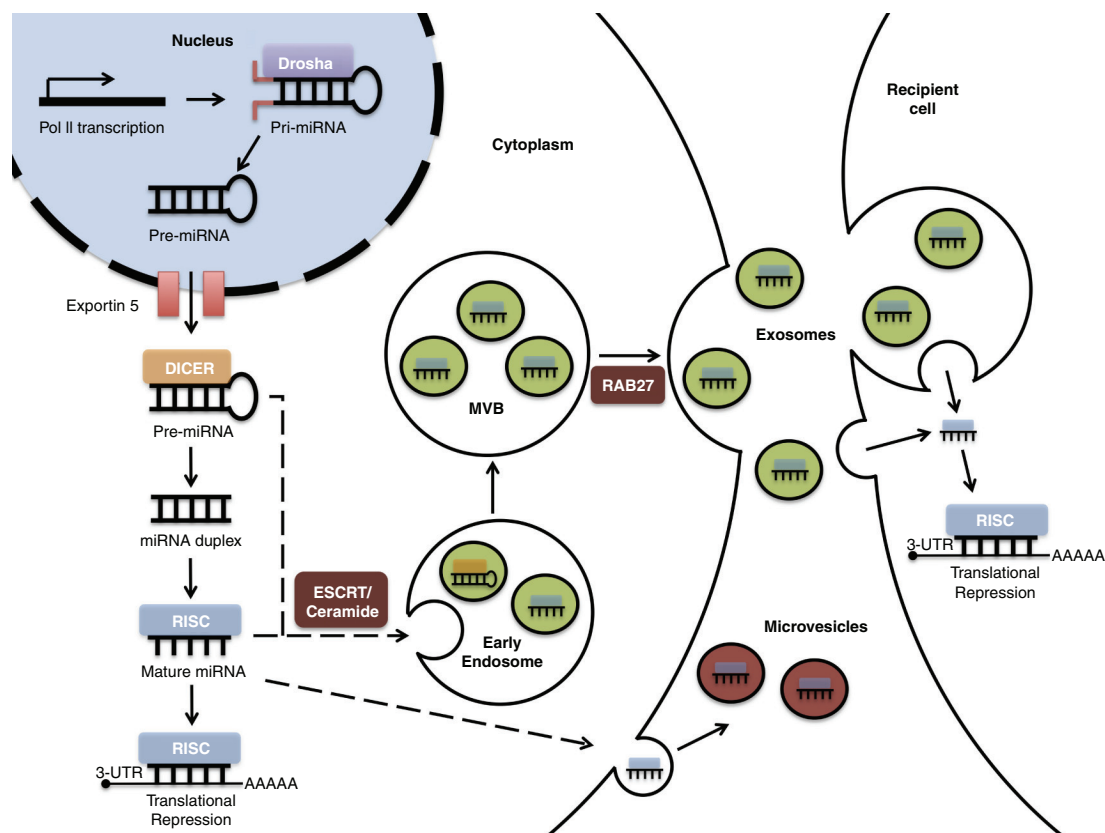 Nucleus
Drosha
Pol II transcription
Pri-miRNA
Pre-miRNA
Exportin 5
DICER
Pre-miRNA
miRNA duplex
RISC
Mature miRNA
RISC
3-UTR
AAAAA
Translational
Repression
Cytoplasm
MVB
RAB27
ESCRT/
Ceramide
Early
Endosome
Exosomes
Microvesicles
Recipient
cell
RISC
3-UTR
AAAAA
Translational
Repression